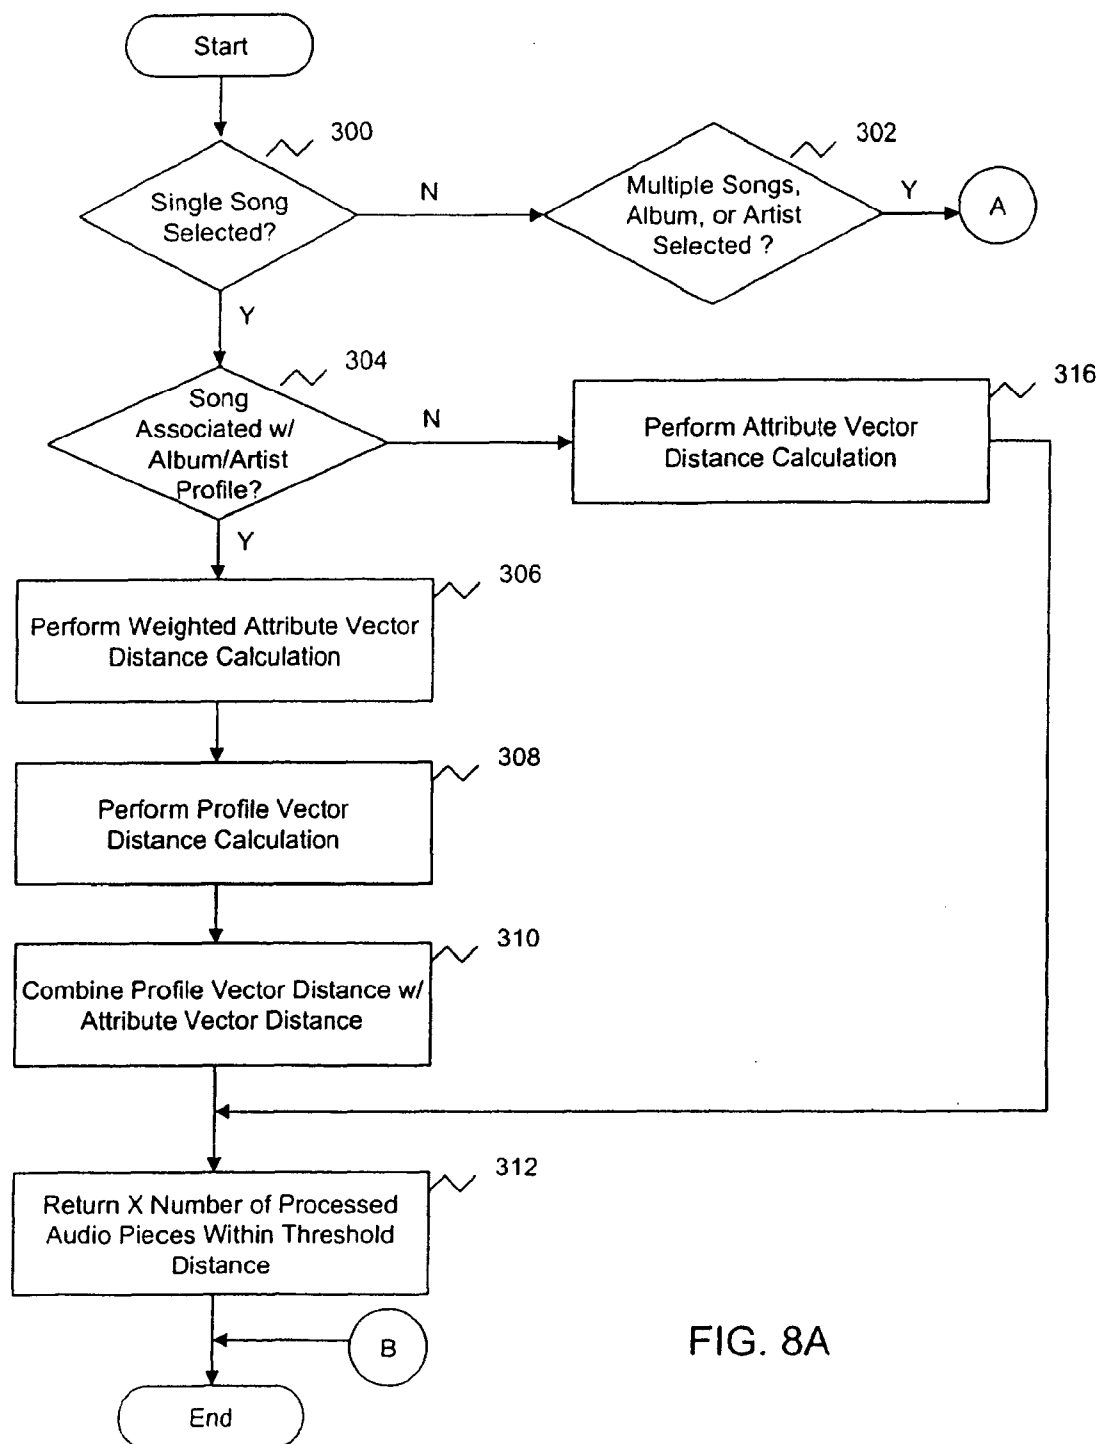 Start
300
Single Song
Selected?
N
302
Multiple Songs,
Album, or Artist
Selected ?
Y
A
Y
304
Song
Associated w/
Album/Artist
Profile?
N
316
Perform Attribute Vector
Distance Calculation
Y
306
Perform Weighted Attribute Vector
Distance Calculation
308
Perform Profile Vector
Distance Calculation
310
Combine Profile Vector Distance w/
Attribute Vector Distance
312
Return X Number of Processed
Audio Pieces Within Threshold
Distance
B
End
FIG. 8A